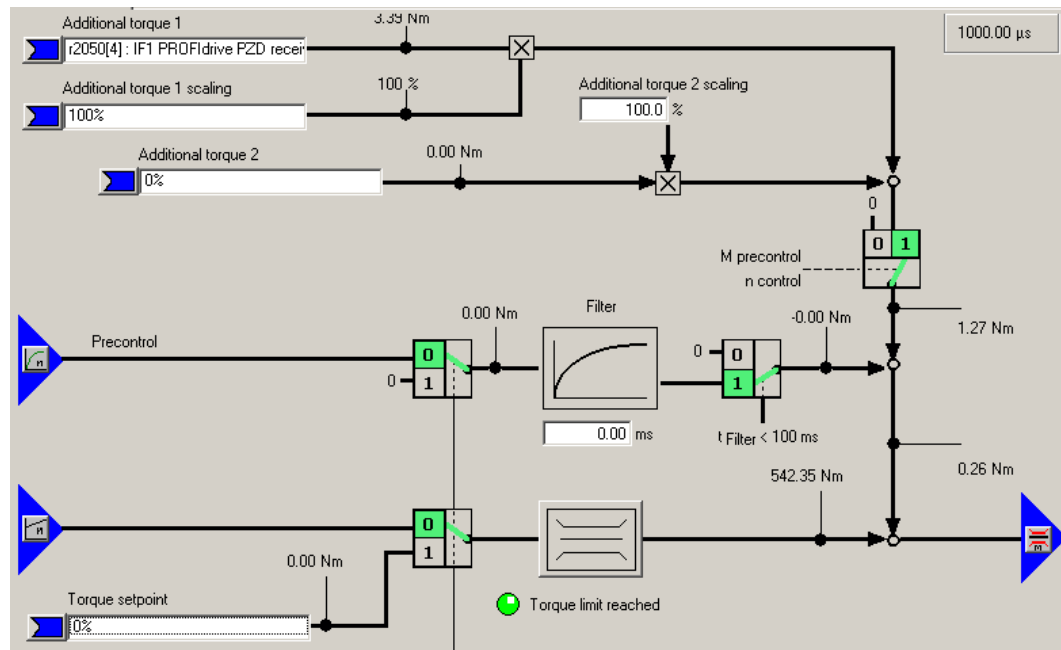 Additional torque 1
3.39 Nm
1000.00 µs
r2050[4] : IF1 PROFIdrive PZD recei
Additional torque 1 scaling
100 %
Additional torque 2 scaling
100%
100.0 %
Additional torque 2
0.00 Nm
0%
0
0 1
M precontrol
n control
0.00 Nm
Filter
-0.00 Nm
1.27 Nm
Precontrol
0
0 1
0
0
1
0.00 ms
t Filter < 100 ms
0.26 Nm
542.35 Nm
0
1
M
0.00 Nm
Torque setpoint
0%
Torque limit reached